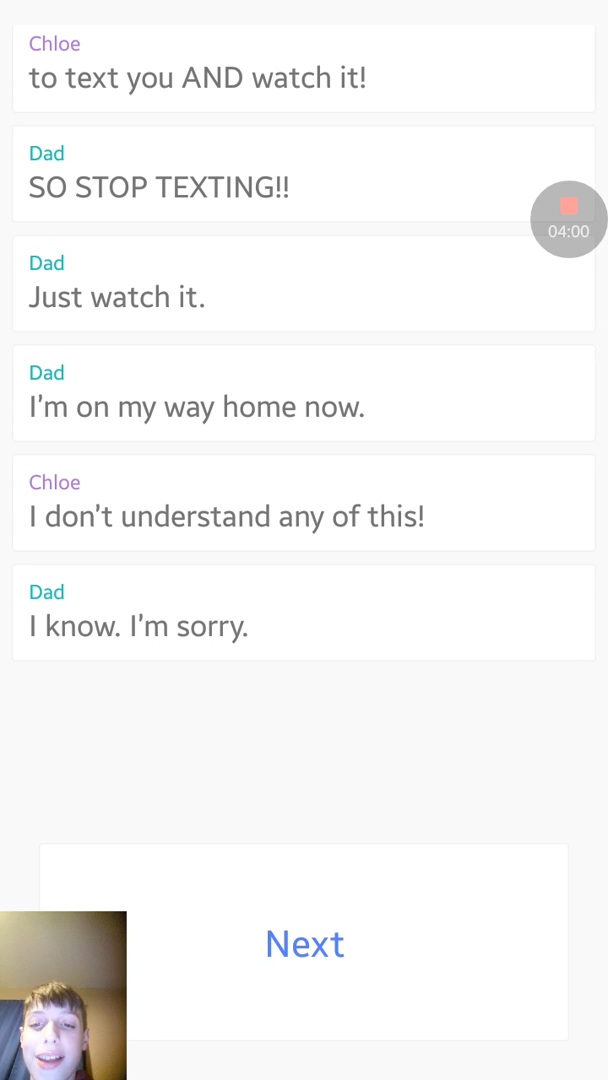 Chloe
to text you AND watch it!
Dad
SO STOP TEXTING!!
04:00
Dad
Just watch it.
Dad
I'm on my way home now.
Chloe
I don't understand any of this!
Dad
I know. I'm sorry.
Next